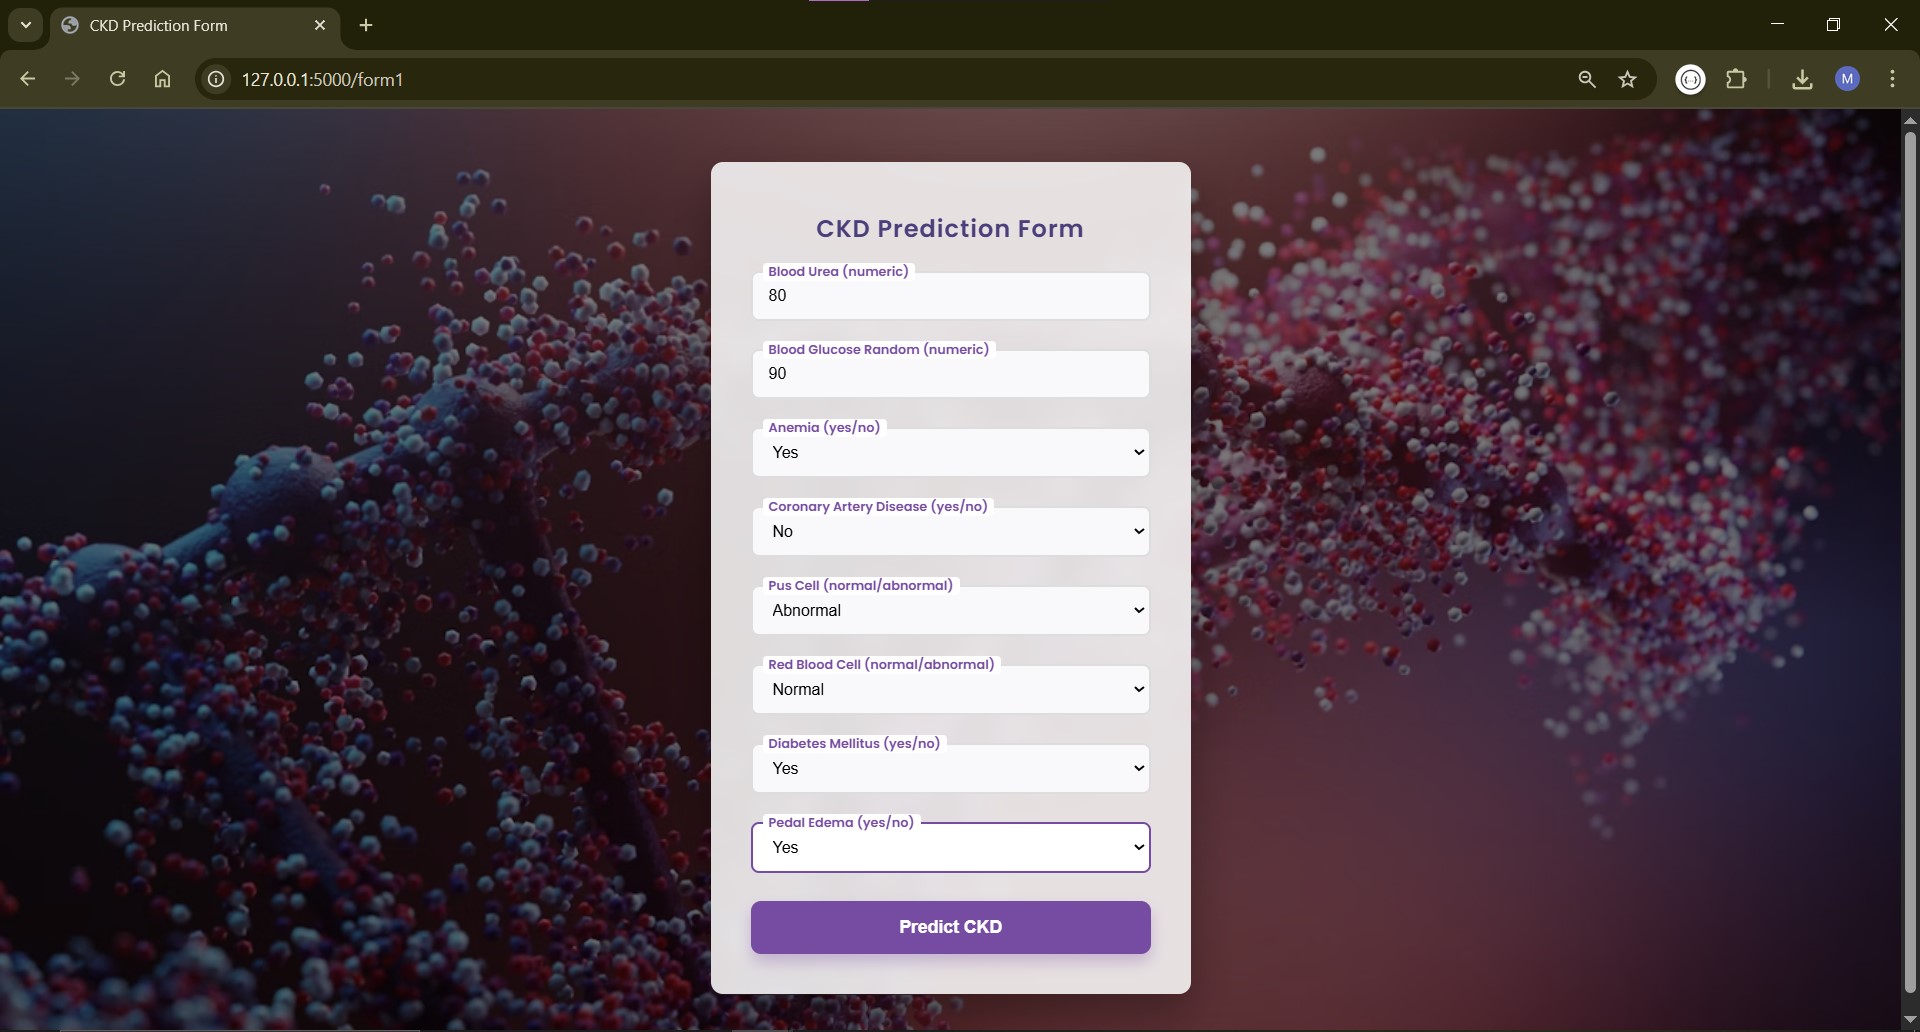 CKD Prediction Form
127.0.0.1:5000/form1
M
CKD Prediction Form
Blood Urea (numeric)
80
Blood Glucose Random (numeric)
90
Anemia (yes/no)
Yes
Coronary Artery Disease (yes/no)
No
Pus Cell (normal/abnormal)
Abnormal
Red Blood Cell (normal/abnormal)
Normal
Diabetes Mellitus (yes/no)
Yes
Pedal Edema (yes/no)
Yes
Predict CKD